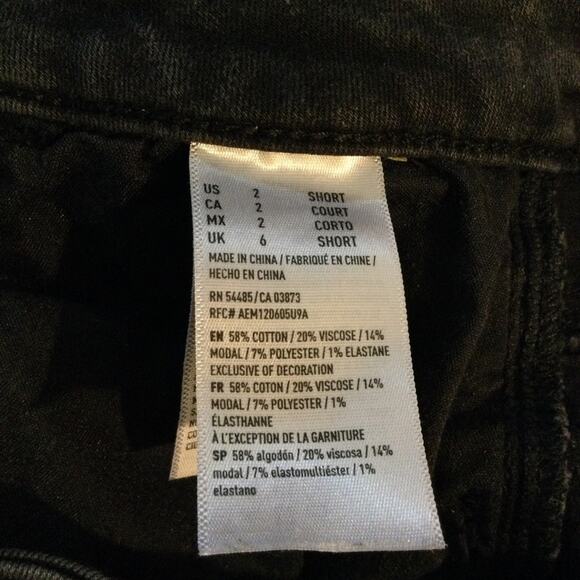 US 2 SHORT
CA 2 COURT
MX 2 CORTO
UK 6 SHORT
MADE IN CHINA / FABRIQUÉ EN CHINE /
HECHO EN CHINA
RN 54485/CA 03873
RFC# AEM120605U9A
EN 58% COTTON / 20% VISCOSE / 14%
MODAL / 7% POLYESTER / 1% ELASTANE
EXCLUSIVE OF DECORATION
FR 58% COTON / 20% VISCOSE / 14%
MODAL / 7% POLYESTER / 1%
ÉLASTHANNE
À L'EXCEPTION DE LA GARNITURE
SP 58% algodón / 20% viscosa / 14%
modal / 7% elastomultiéster / 1%
elastano